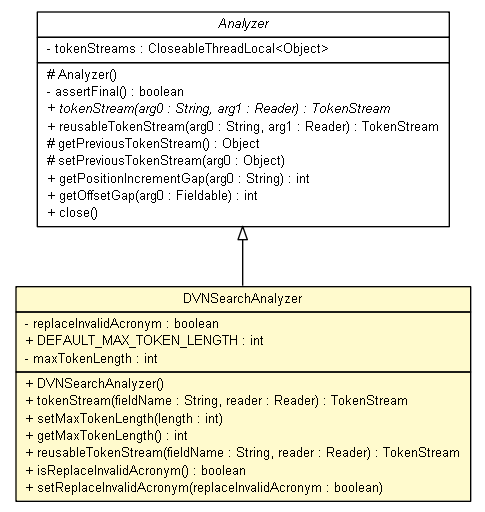 Analyzer
- tokenStreams : CloseableThreadLocal<Object>
# Analyzer()
- assertFinal() : boolean
+ tokenStream(arg0 : String, arg1 : Reader) : TokenStream
+ reusableTokenStream(arg0 : String, arg1 : Reader) : TokenStream
# getPreviousTokenStream() : Object
# setPreviousTokenStream(arg0 : Object)
+ getPositionIncrementGap(arg0 : String) : int
+ getOffsetGap(arg0 : Fieldable) : int
+ close()
DVNSearchAnalyzer
- replaceInvalidAcronym : boolean
+ DEFAULT_MAX_TOKEN_LENGTH : int
- maxTokenLength : int
+ DVNSearchAnalyzer()
+ tokenStream(fieldName : String, reader : Reader) : TokenStream
+ setMaxTokenLength(length : int)
+ getMaxTokenLength() : int
+ reusableTokenStream(fieldName : String, reader : Reader) : TokenStream
+ isReplaceInvalidAcronym() : boolean
+ setReplaceInvalidAcronym(replaceInvalidAcronym : boolean)